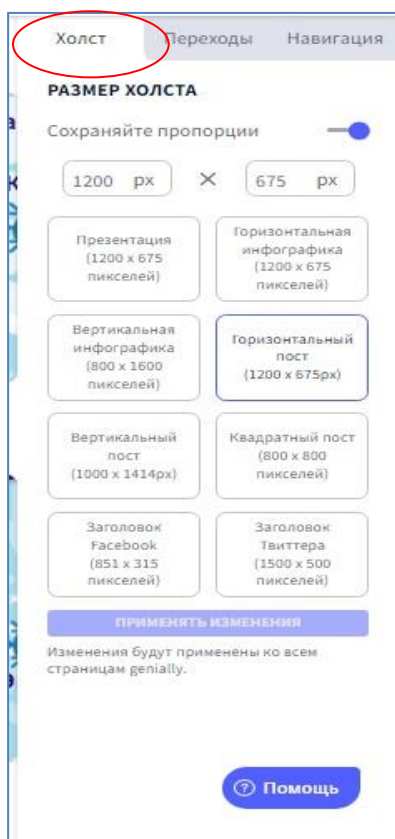 Холст Переходы Навигация
РАЗМЕР ХОЛСТА
Сохраняйте пропорции
1200 px × 675 px
Презентация
(1200 x 675
пикселей)
Горизонтальная
инфографика
(1200 x 675
пикселей)
Вертикальная
инфографика
(800 x 1600
пикселей)
Горизонтальный
пост
(1200 x 675px)
Вертикальный
пост
(1000 x 1414px)
Квадратный пост
(800 x 800
пикселей)
Заголовок
Facebook
(851 x 315
пикселей)
Заголовок
Твиттера
(1500 x 500
пикселей)
ПРИМЕНЯТЬ ИЗМЕНЕНИЯ
Изменения будут применены ко всем
страницам genially.
? Помощь